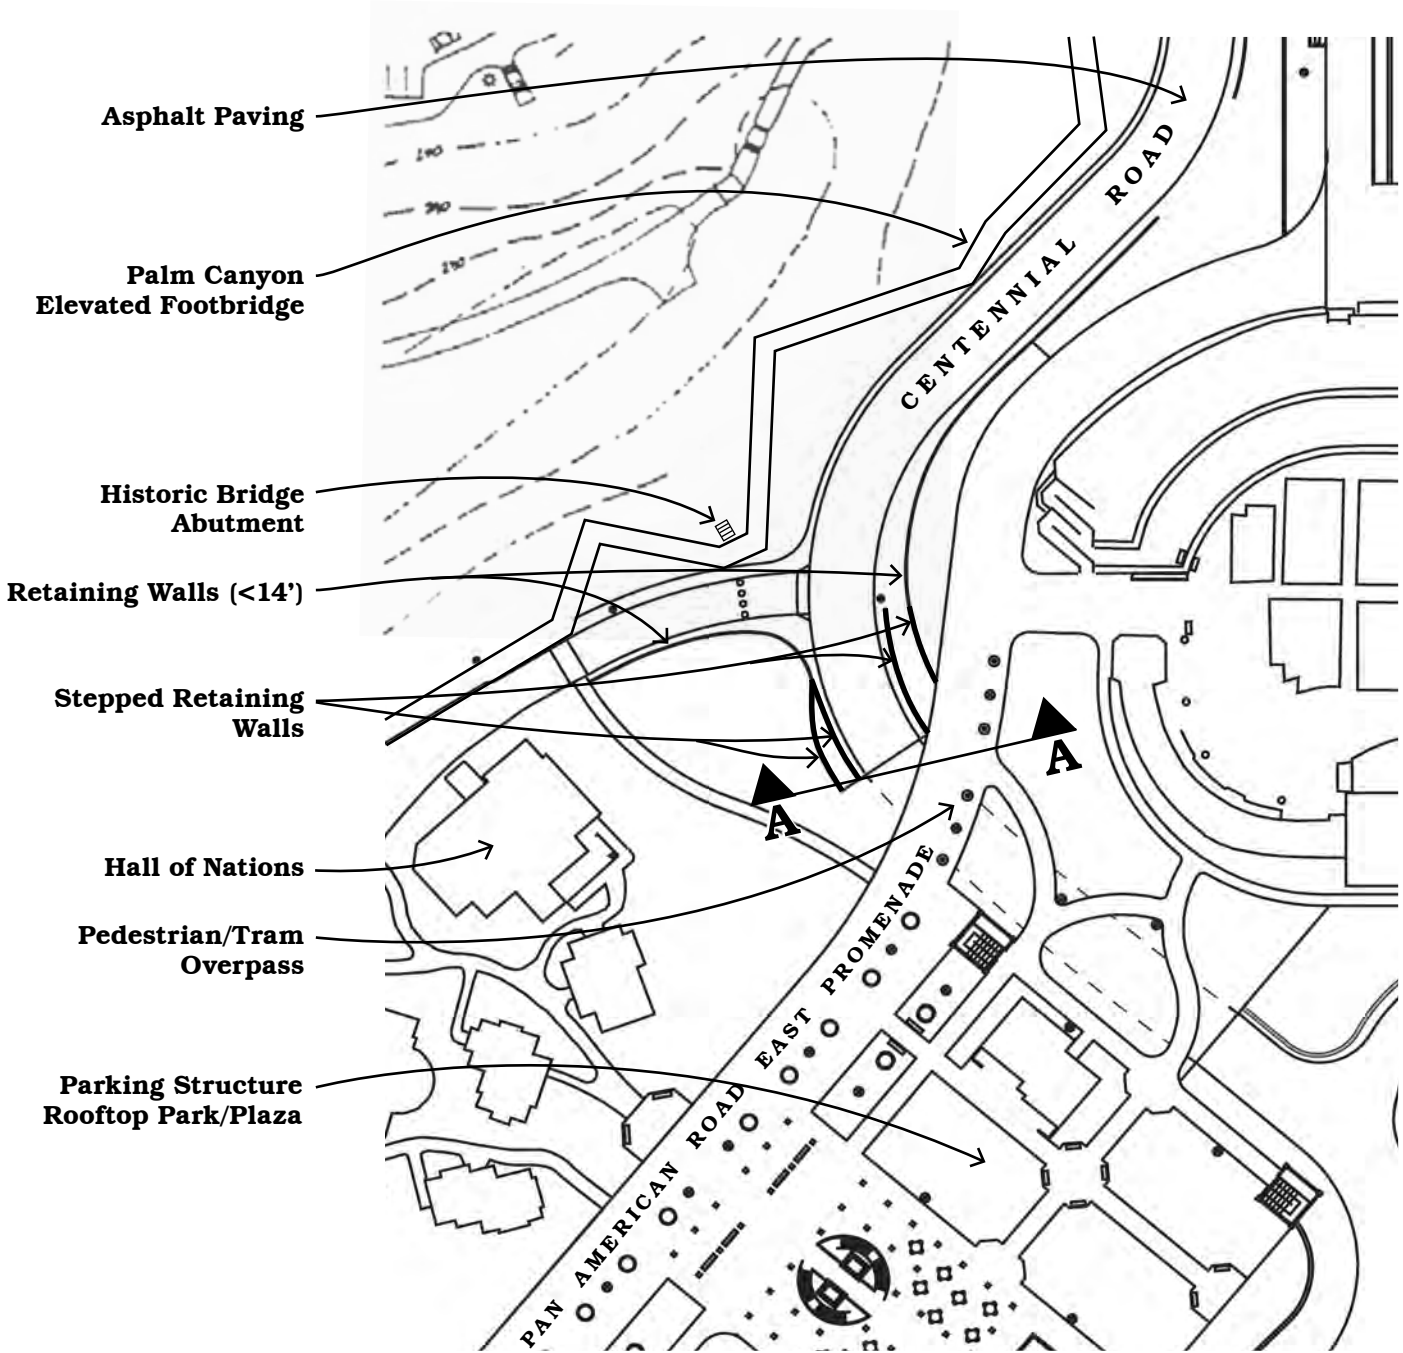 Asphalt Paving
Palm Canyon
Elevated Footbridge
Historic Bridge
Abutment
Retaining Walls (<14’)
Stepped Retaining
Walls
Hall of Nations
Pedestrian/Tram
Overpass
Parking Structure
Rooftop Park/Plaza
CENTENNIAL ROAD
A
A
PAN AMERICAN ROAD EAST PROMENADE